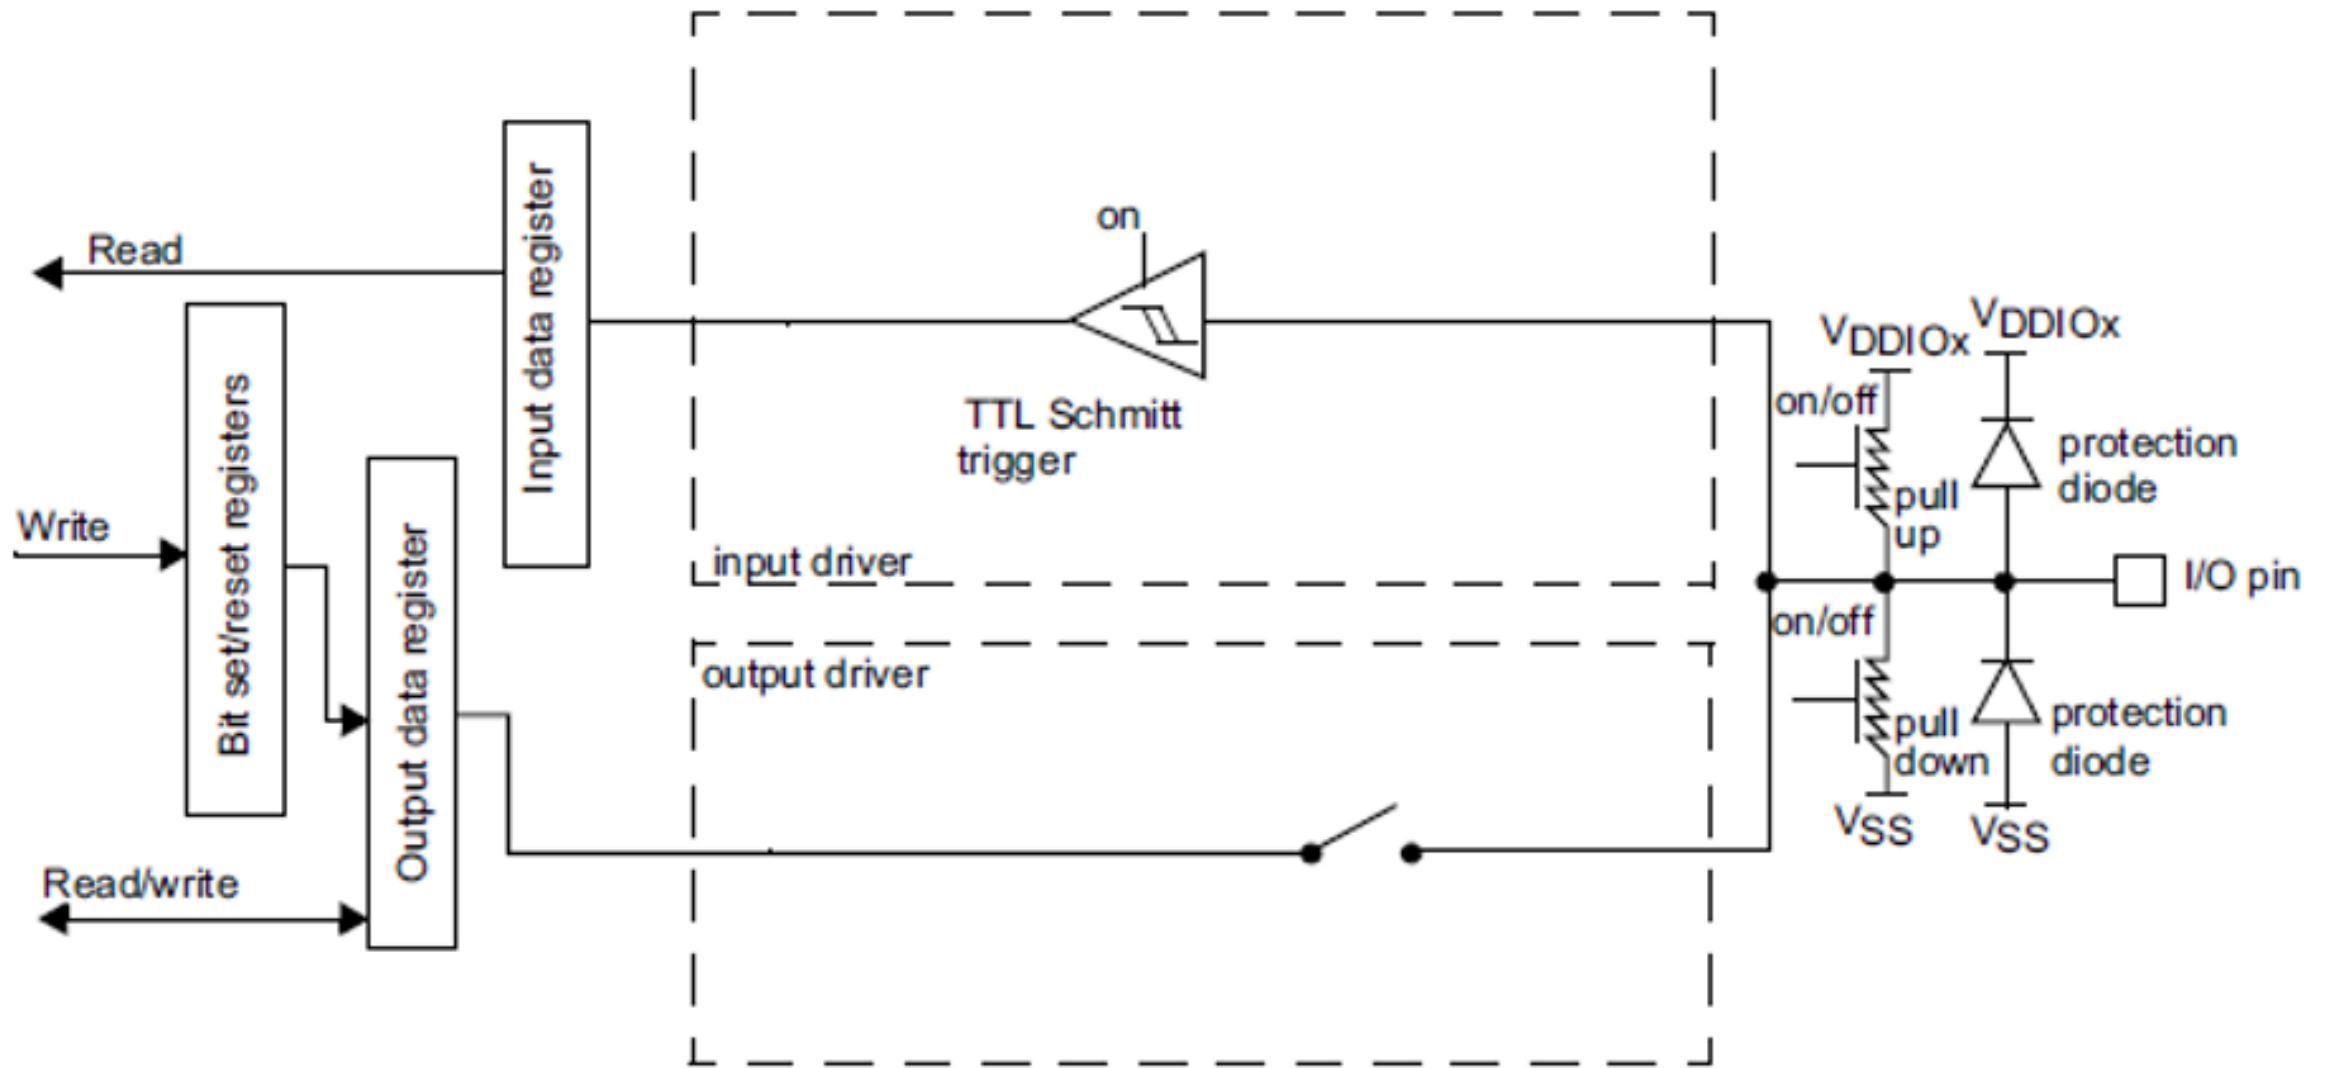 on
Read
Input data register
VDDIOx
VDDIOx
on/off
TTL Schmitt
trigger
protection
diode
pull
up
Write
Bit set/reset registers
input driver
I/O pin
on/off
Output data register
output driver
pull
down
protection
diode
VSS
VSS
Read/write